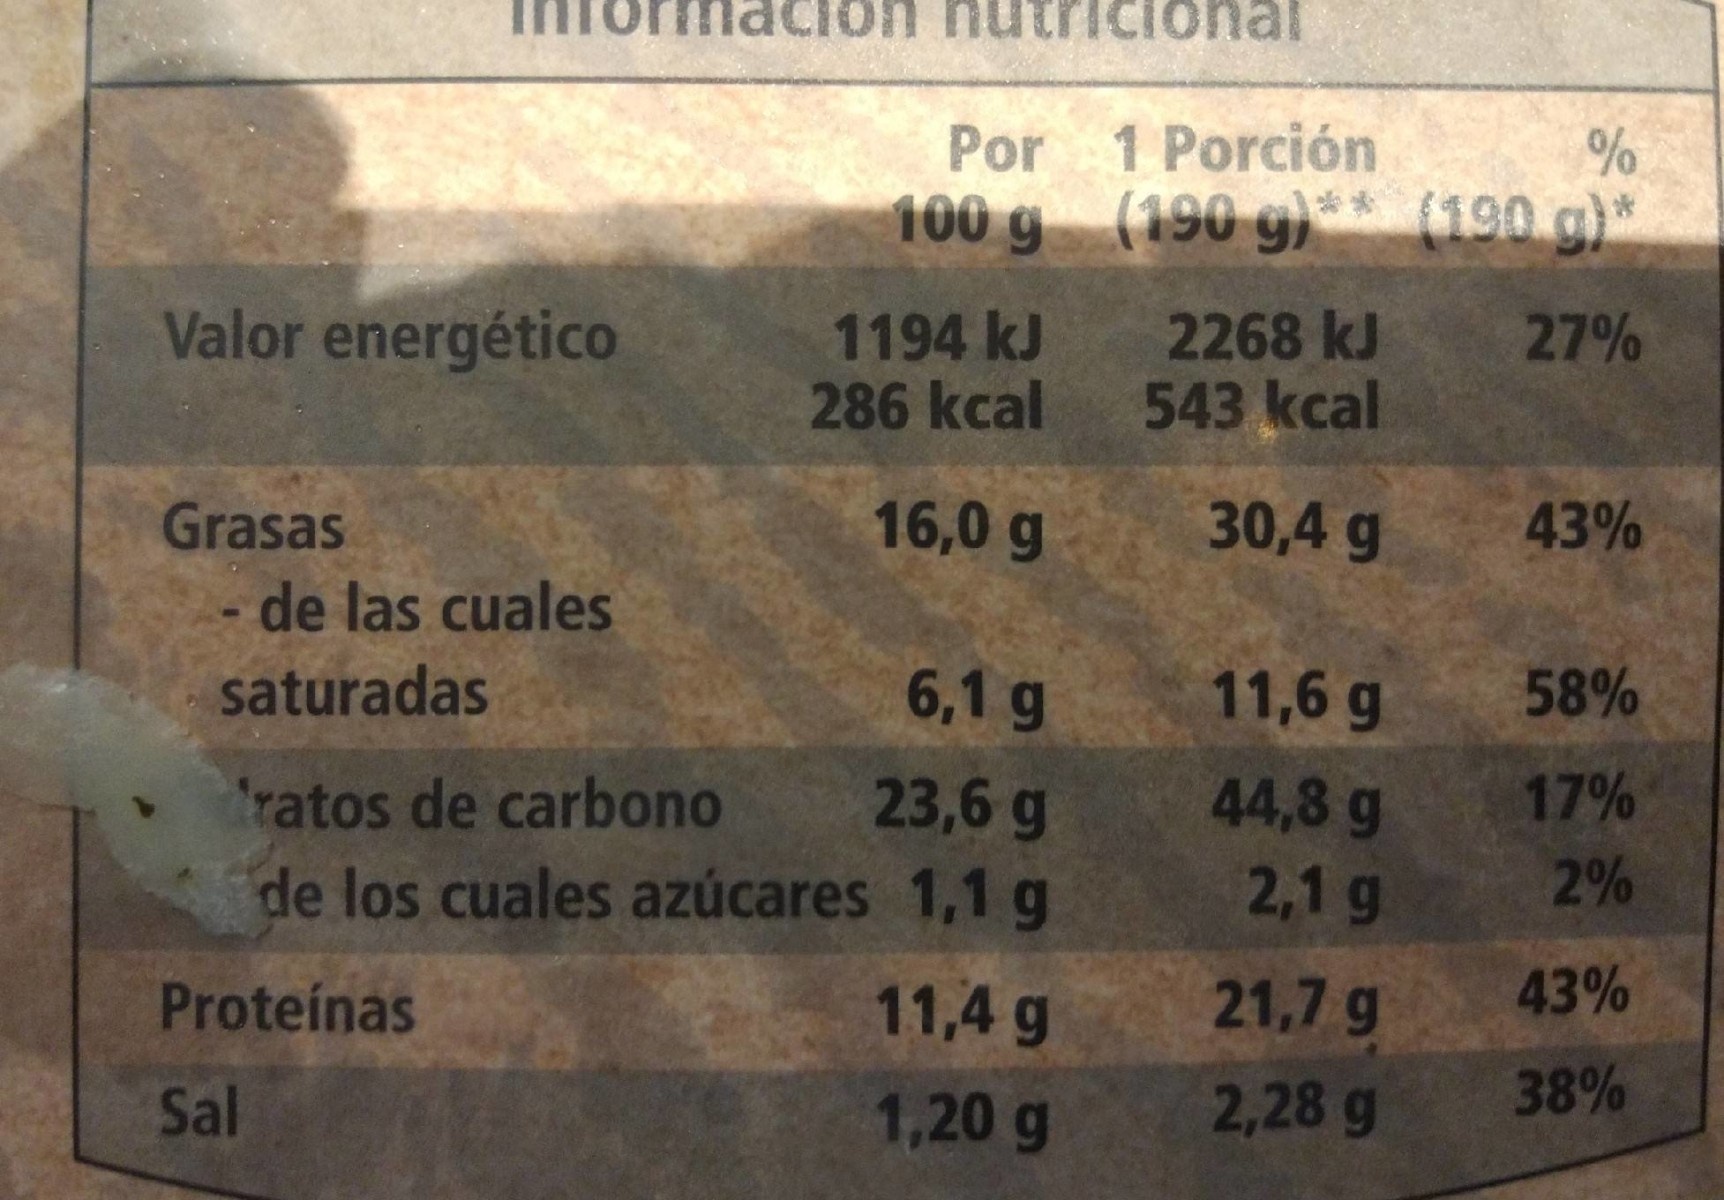 Información nutricional
Por 1 Porción %
100 g (190 g)** (190 g)*
Valor energético 1194 kJ 2268 kJ 27%
286 kcal 543 kcal
Grasas 16,0 g 30,4 g 43%
- de las cuales
saturadas 6,1 g 11,6 g 58%
de carbono 23,6 g 44,8 g 17%
de los cuales azúcares 1,1 g 2,1 g 2%
Proteínas 11,4 g 21,7 g 43%
Sal 1,20 g 2,28 g 38%